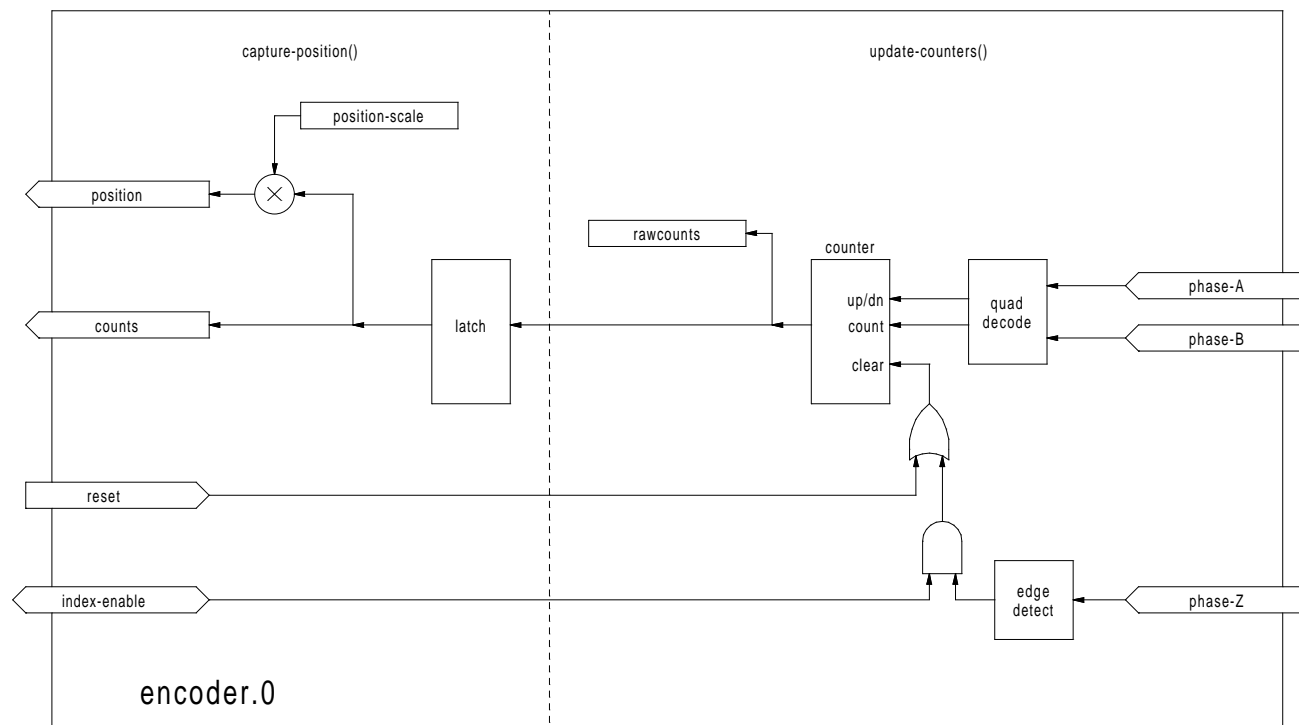 capture-position()
update-counters()
position-scale
position
rawcounts
counter
up/dn
count
clear
quad
decode
phase-A
phase-B
counts
latch
reset
index-enable
edge
detect
phase-Z
encoder.0